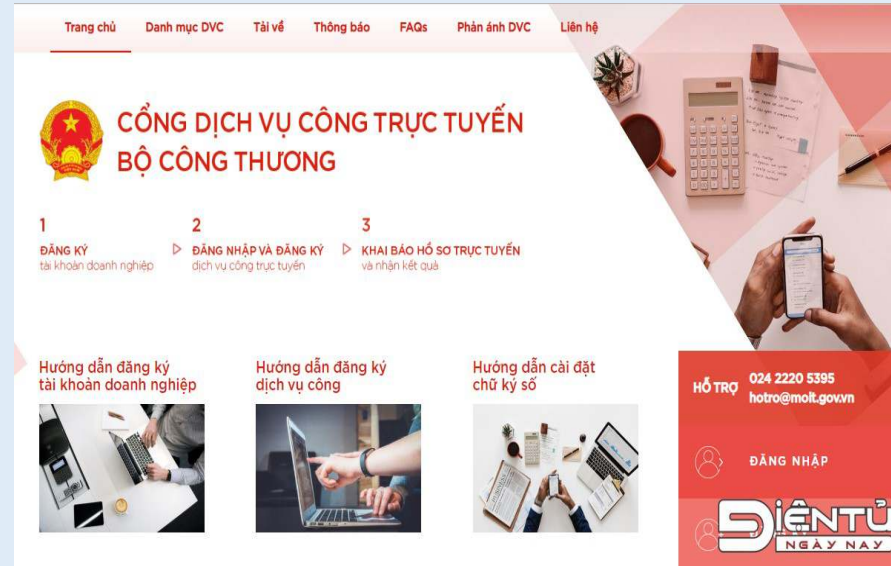 Trang chủ Danh mục DVC Tải về Thông báo FAQs Phản ánh DVC Liên hệ
CỔNG DỊCH VỤ CÔNG TRỰC TUYẾN
BỘ CÔNG THƯƠNG
1 2 3
ĐĂNG KÝ ĐĂNG NHẬP VÀ ĐĂNG KÝ KHAI BÁO HỒ SƠ TRỰC TUYẾN
tài khoản doanh nghiệp dịch vụ công trực tuyến và nhận kết quả
Hướng dẫn đăng ký
tài khoản doanh nghiệp
Hướng dẫn đăng ký
dịch vụ công
Hướng dẫn cài đặt
chữ ký số
HỖ TRỢ
024 2220 5395
hotro@moit.gov.vn
ĐĂNG NHẬP
ĐIỆNTỬ
NGÀY NAY